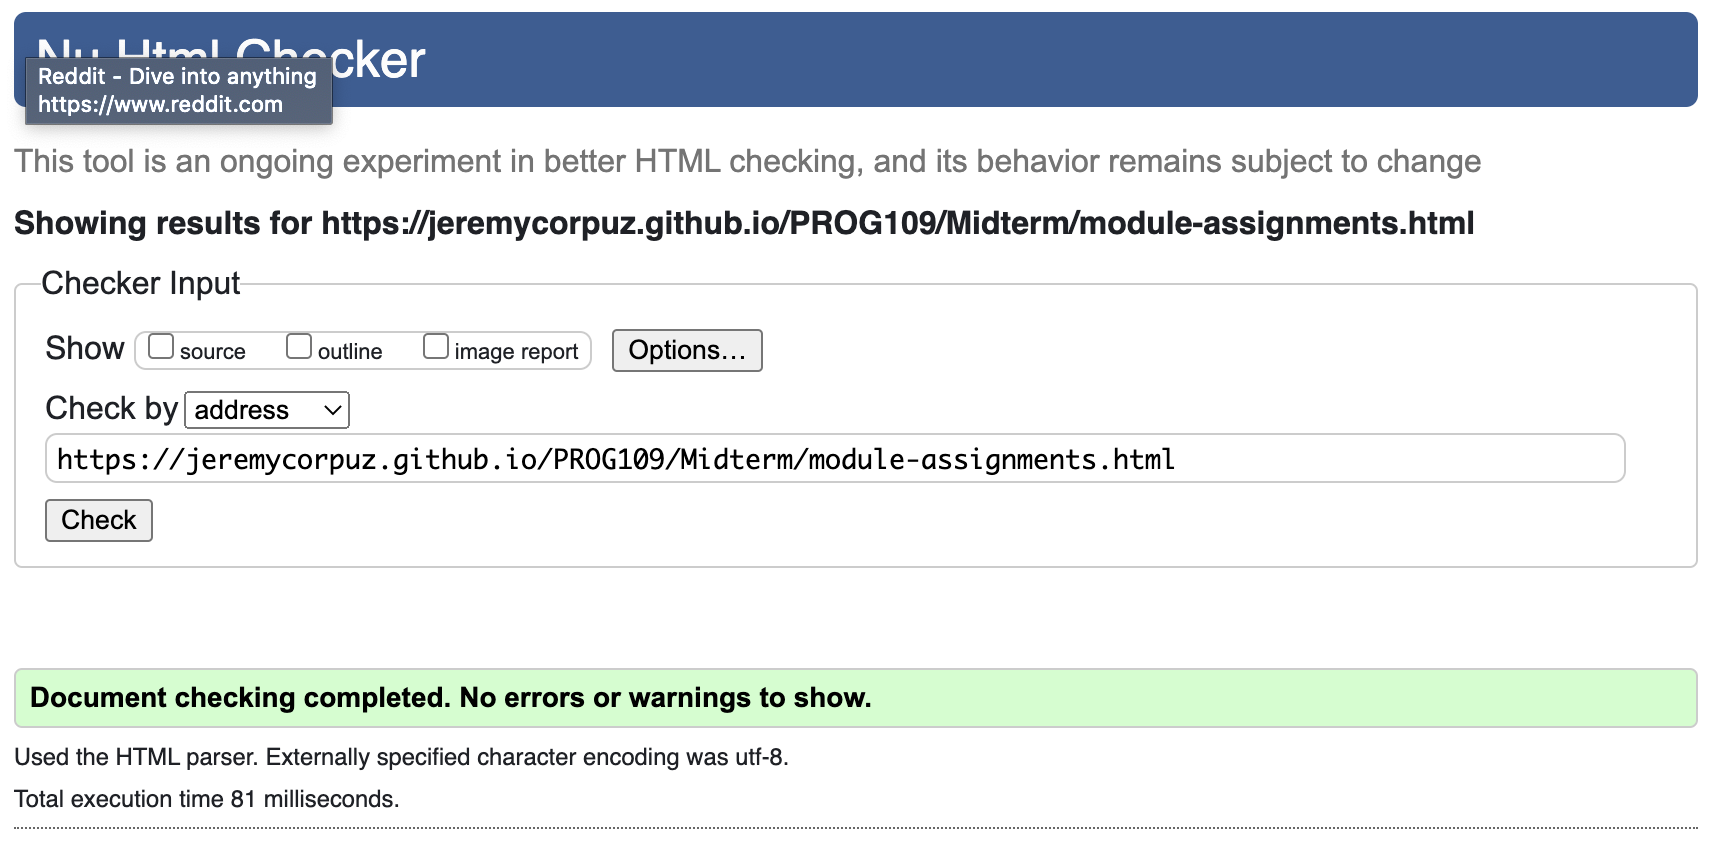 Nu Html Checker
Reddit - Dive into anything
https://www.reddit.com
This tool is an ongoing experiment in better HTML checking, and its behavior remains subject to change
Showing results for https://jeremycorpuz.github.io/PROG109/Midterm/module-assignments.html
Checker Input
Show source outline image report Options...
Check by address
https://jeremycorpuz.github.io/PROG109/Midterm/module-assignments.html
Check
Document checking completed. No errors or warnings to show.
Used the HTML parser. Externally specified character encoding was utf-8.
Total execution time 81 milliseconds.